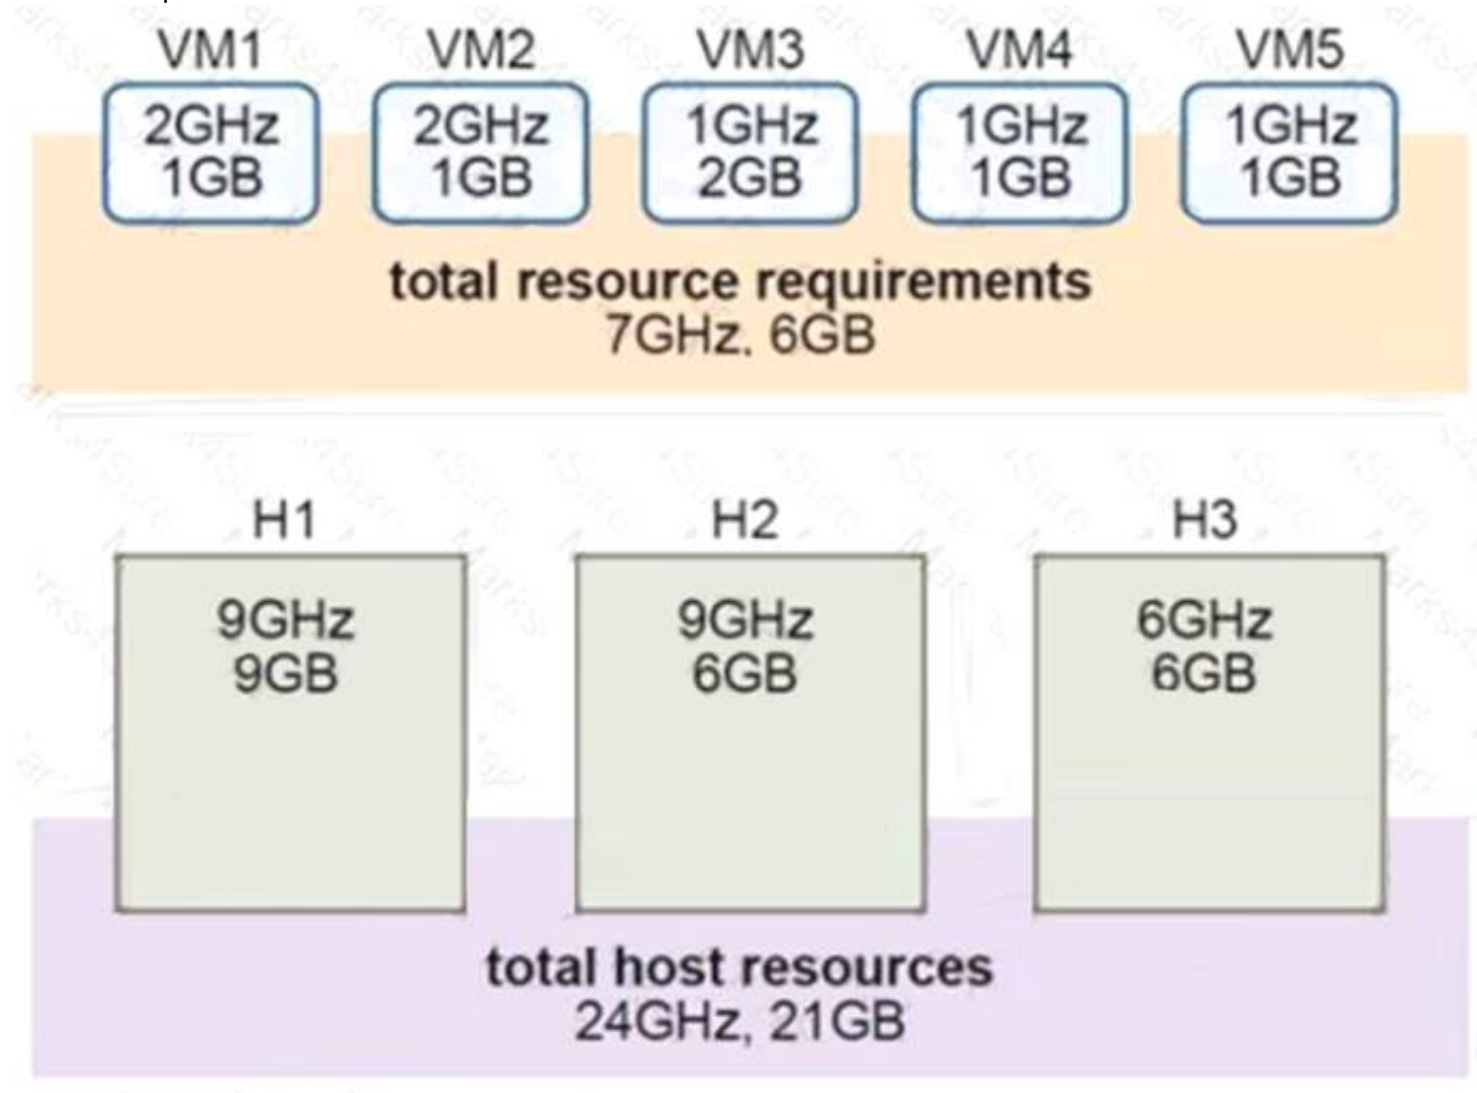 VM1 VM2 VM3 VM4 VM5
2GHz 2GHz 1GHz 1GHz 1GHz
1GB 1GB 2GB 1GB 1GB
total resource requirements
7GHz, 6GB
H1 H2 H3
9GHz 9GHz 6GHz
9GB 6GB 6GB
total host resources
24GHz, 21GB